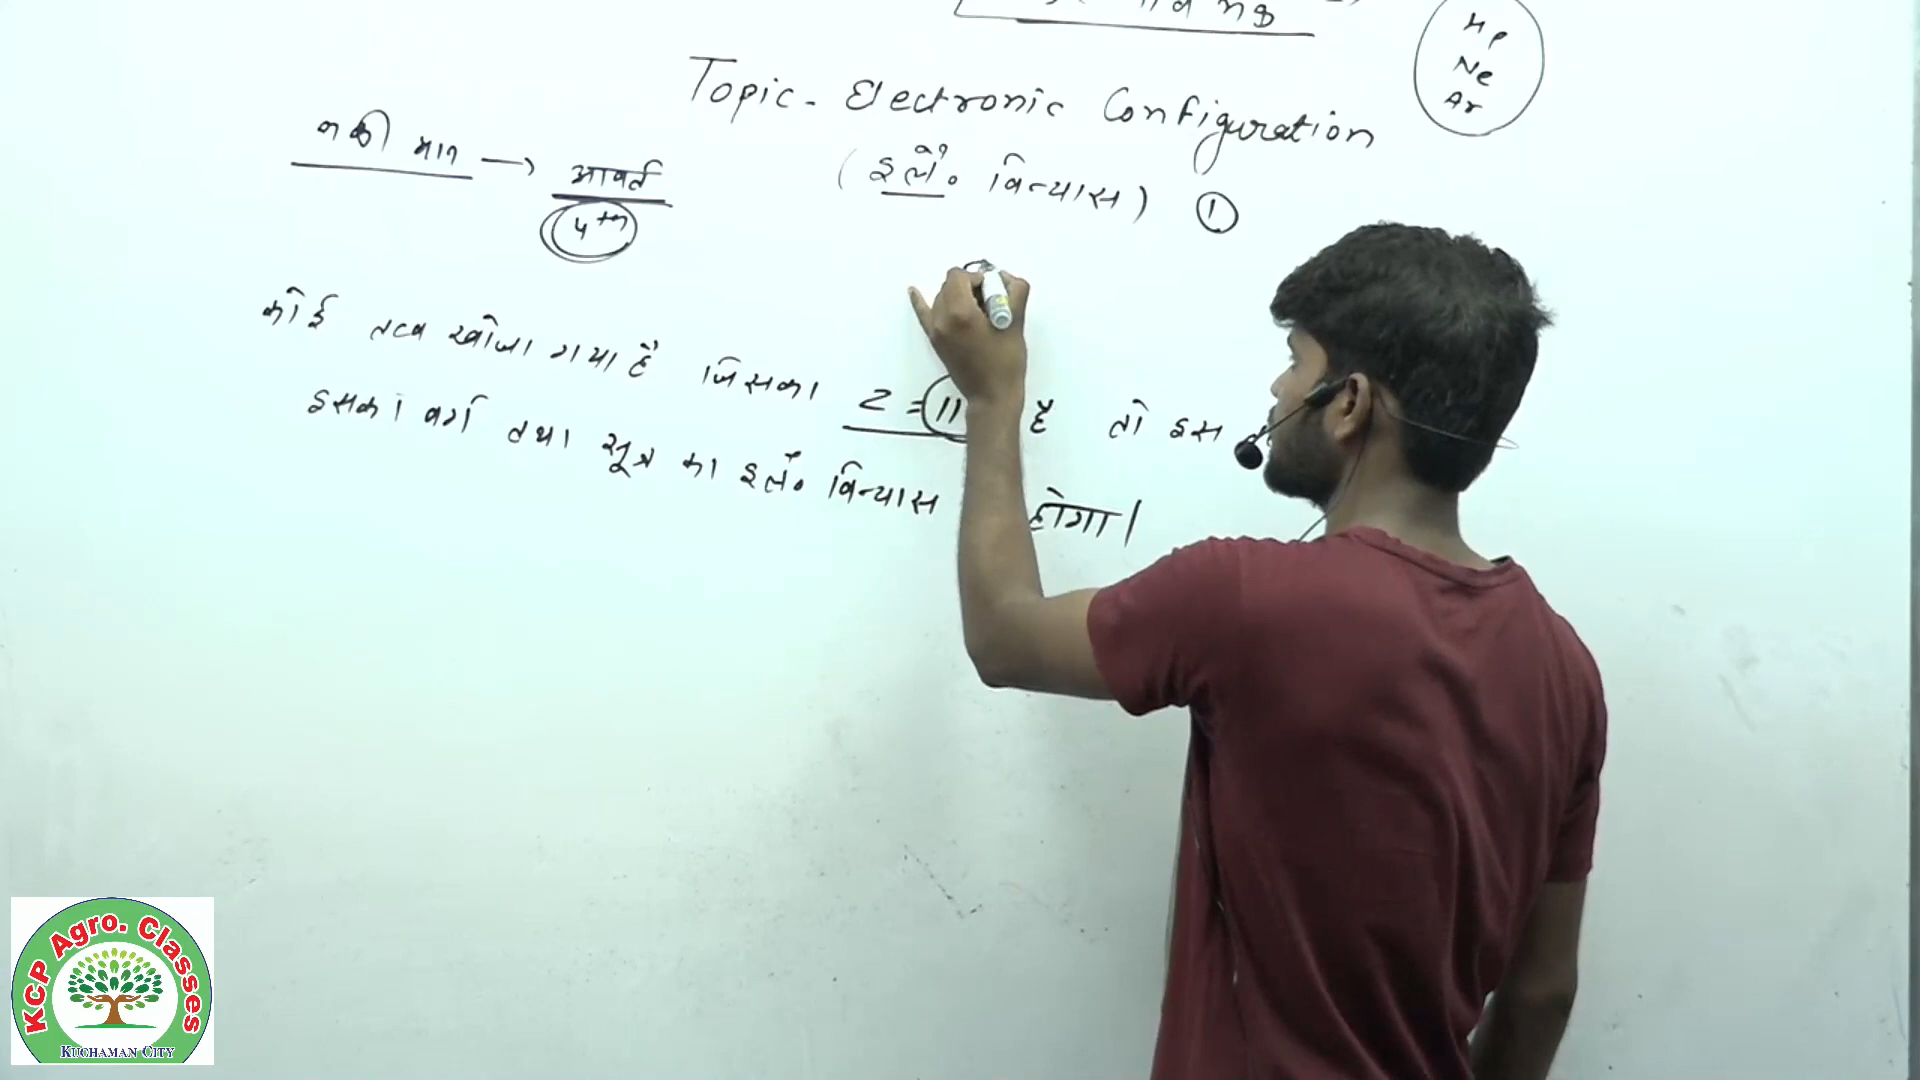 He
Ne
Ar
Topic - Electronic Configuration
(इलै० विन्यास) ①
n की मान → आवर्त
4th
कोई तत्व खोजा गया है जिसका Z = 11 है तो इस
इसका वर्ग तथा सूत्र का इलै० विन्यास होगा।
KCP Agro. Classes
KUCHAMAN CITY